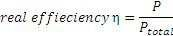 real effieciency η = P / P_total